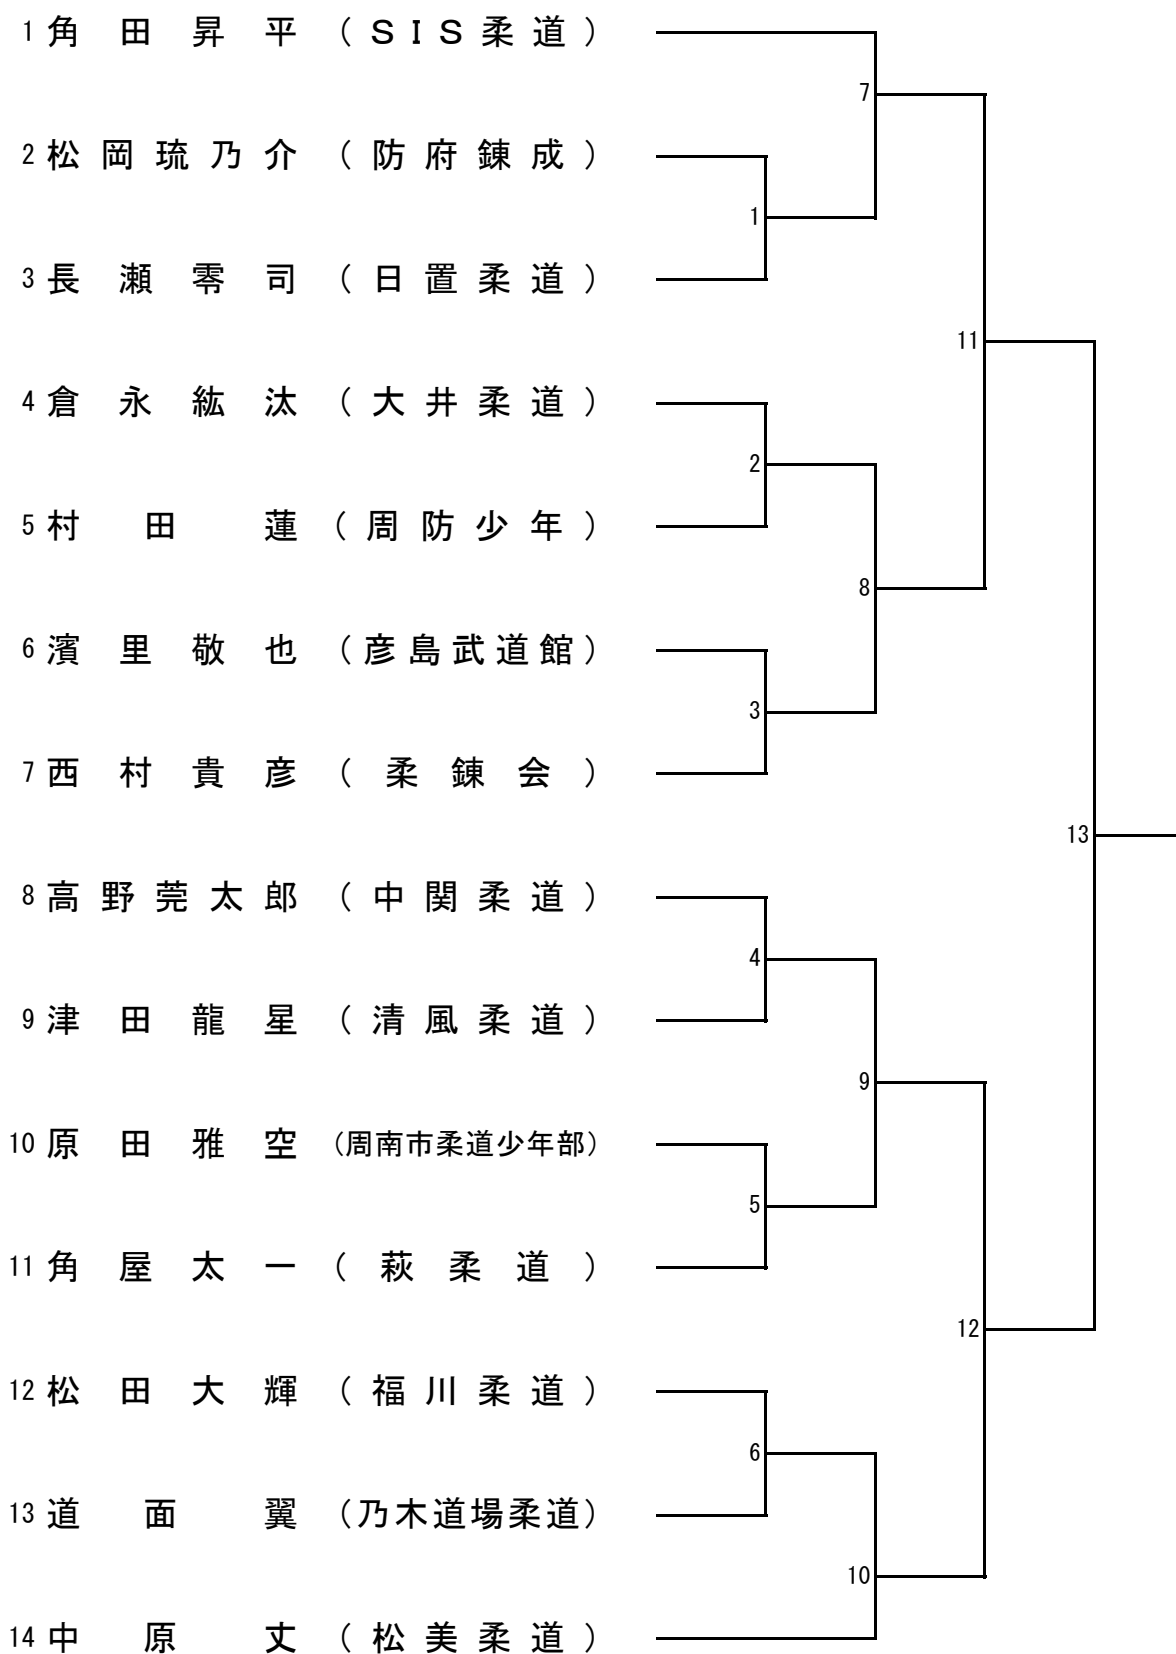 1 角田昇平 (SIS柔道)
7
2 松岡琉乃介 (防府錬成)
1
3 長瀬零司 (日置柔道)
11
4 倉永紘汰 (大井柔道)
2
5 村田蓮 (周防少年)
8
6 濱里敬也 (彦島武道館)
3
7 西村貴彦 (柔錬会)
13
8 高野莞太郎 (中関柔道)
4
9 津田龍星 (清風柔道)
9
10 原田雅空 (周南市柔道少年部)
5
11 角屋太一 (萩柔道)
12
12 松田大輝 (福川柔道)
6
13 道面翼 (乃木道場柔道)
10
14 中原丈 (松美柔道)